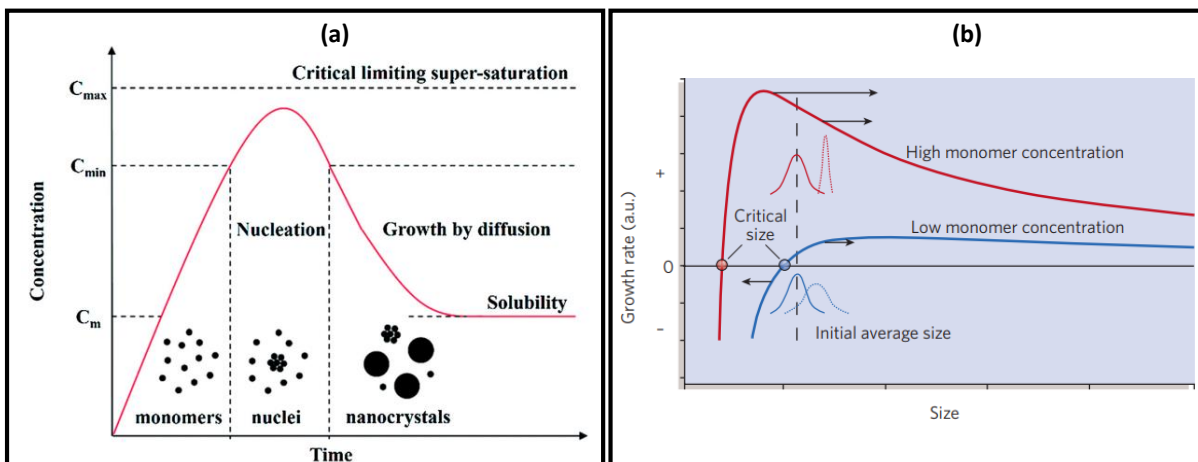 (a)
Critical limiting super-saturation
Cmax
Cmin
Nucleation
Growth by diffusion
Solubility
Cm
monomers
nuclei
nanocrystals
Concentration
Time
(b)
High monomer concentration
Critical
size
Low monomer concentration
Initial average size
+
0
-
Growth rate (a.u.)
Size